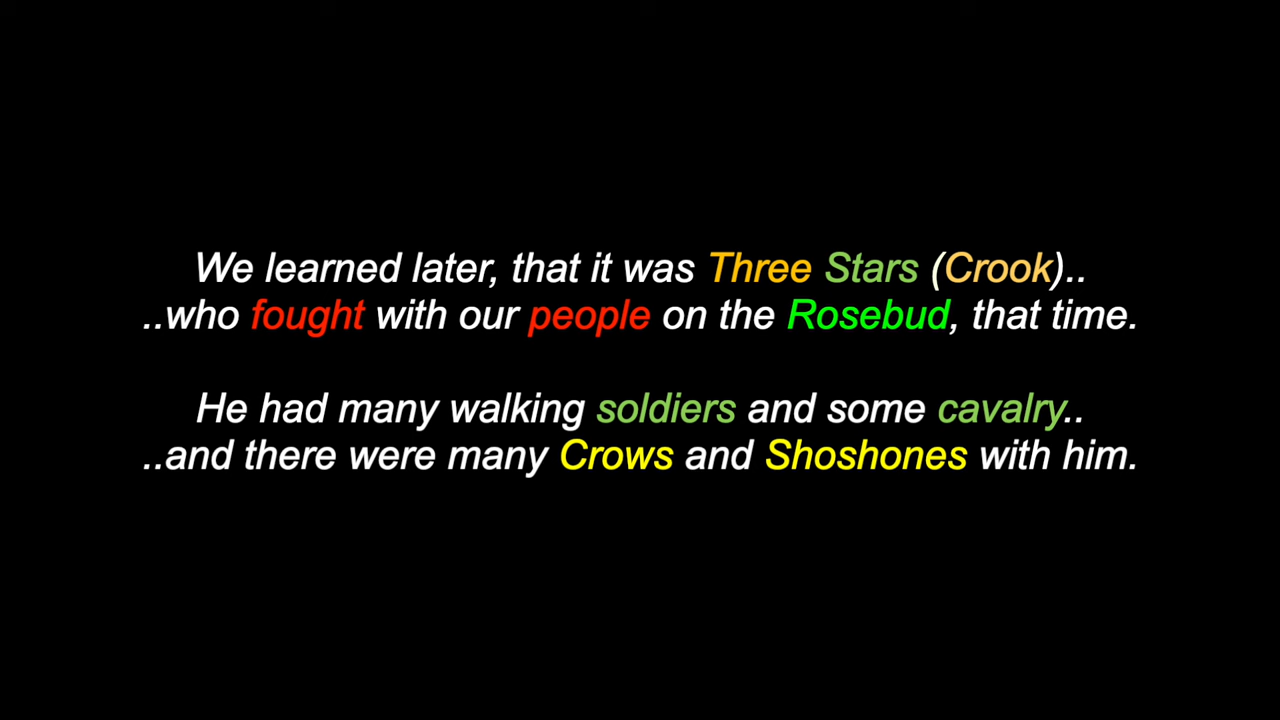 We learned later, that it was Three Stars (Crook)..
..who fought with our people on the Rosebud, that time.
He had many walking soldiers and some cavalry..
..and there were many Crows and Shoshones with him.